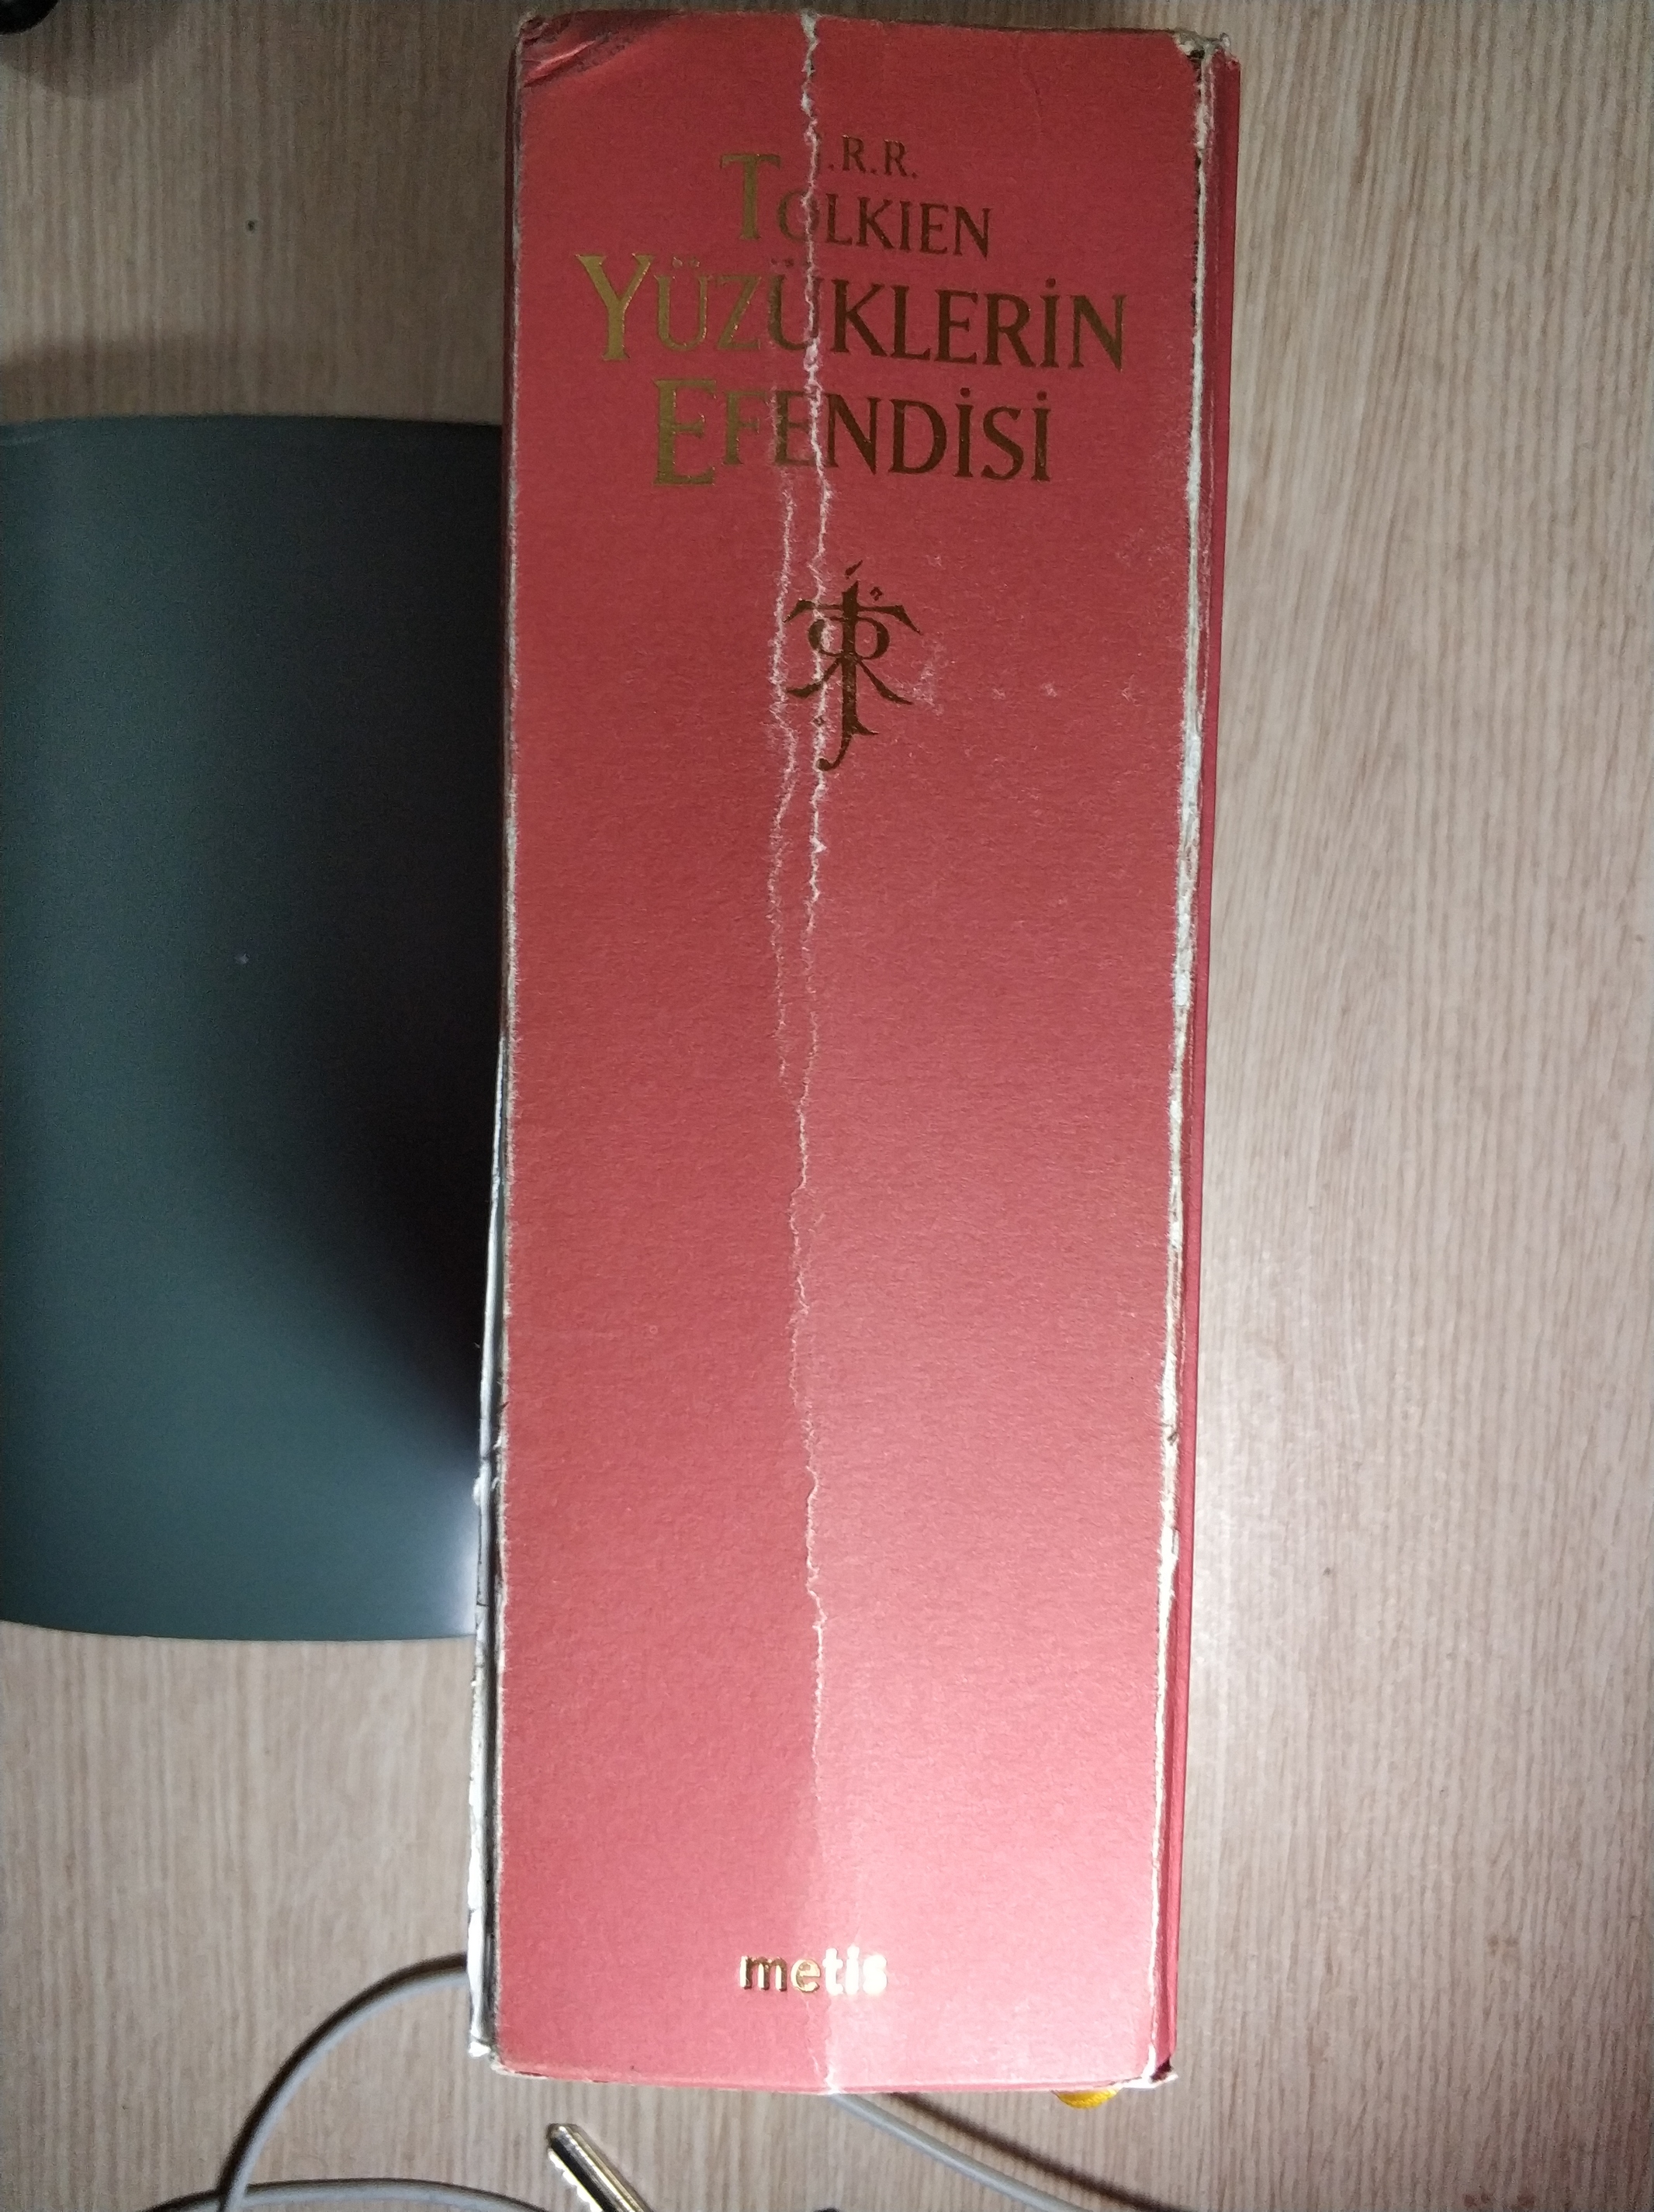 J.R.R.
TOLKIEN
YÜZÜKLERİN
EFENDİSİ
metis